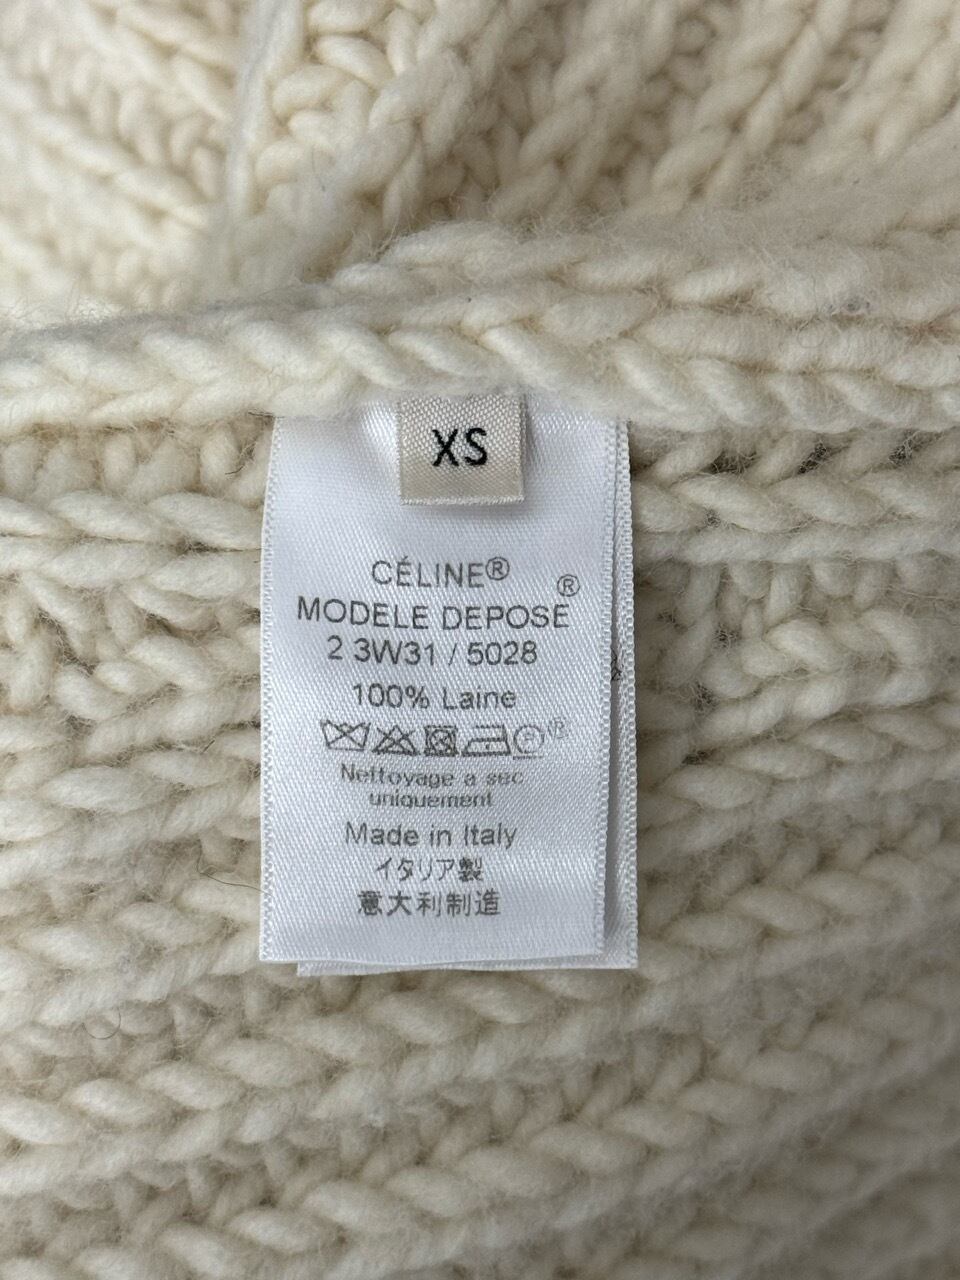 XS
CÉLINE®
MODELE DEPOSE®
2 3W31 / 5028
100% Laine
Nettoyage a sec
uniquement
Made in Italy
イタリア製
意大利制造